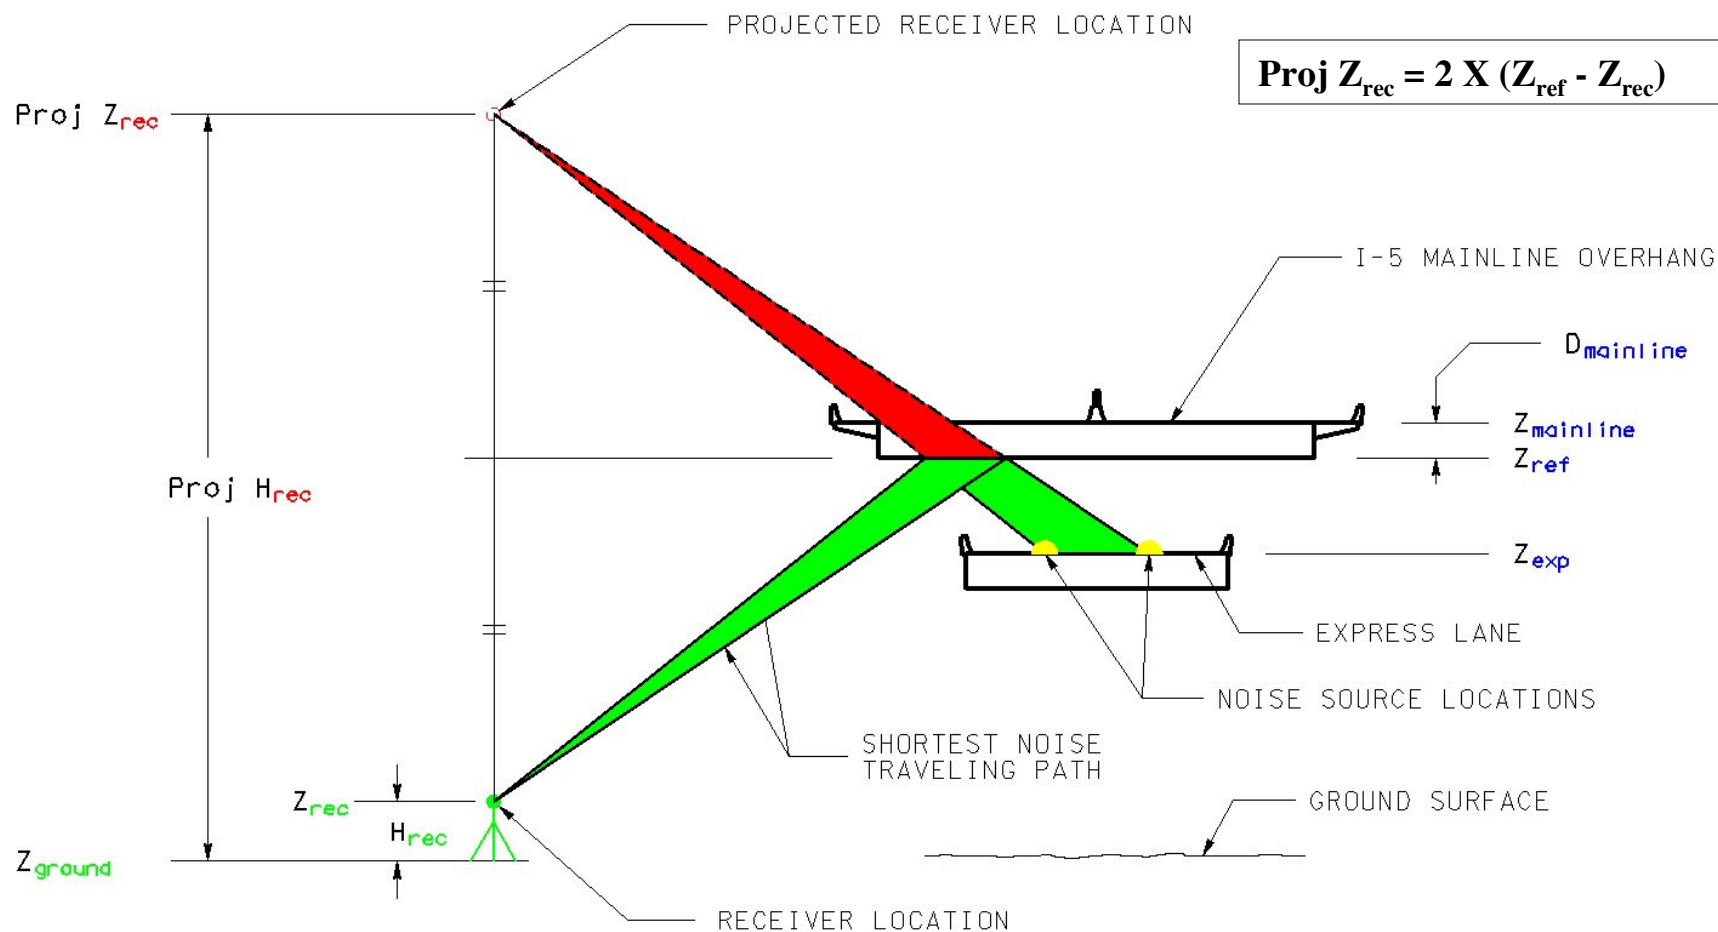 PROJECTED RECEIVER LOCATION
Proj Zrec = 2 X (Zref - Zrec)
Proj Zrec
I-5 MAINLINE OVERHANG
Dmainline
Zmainline
Zref
Proj Hrec
Zexp
EXPRESS LANE
NOISE SOURCE LOCATIONS
SHORTEST NOISE
TRAVELING PATH
Zrec
GROUND SURFACE
Hrec
Zground
RECEIVER LOCATION